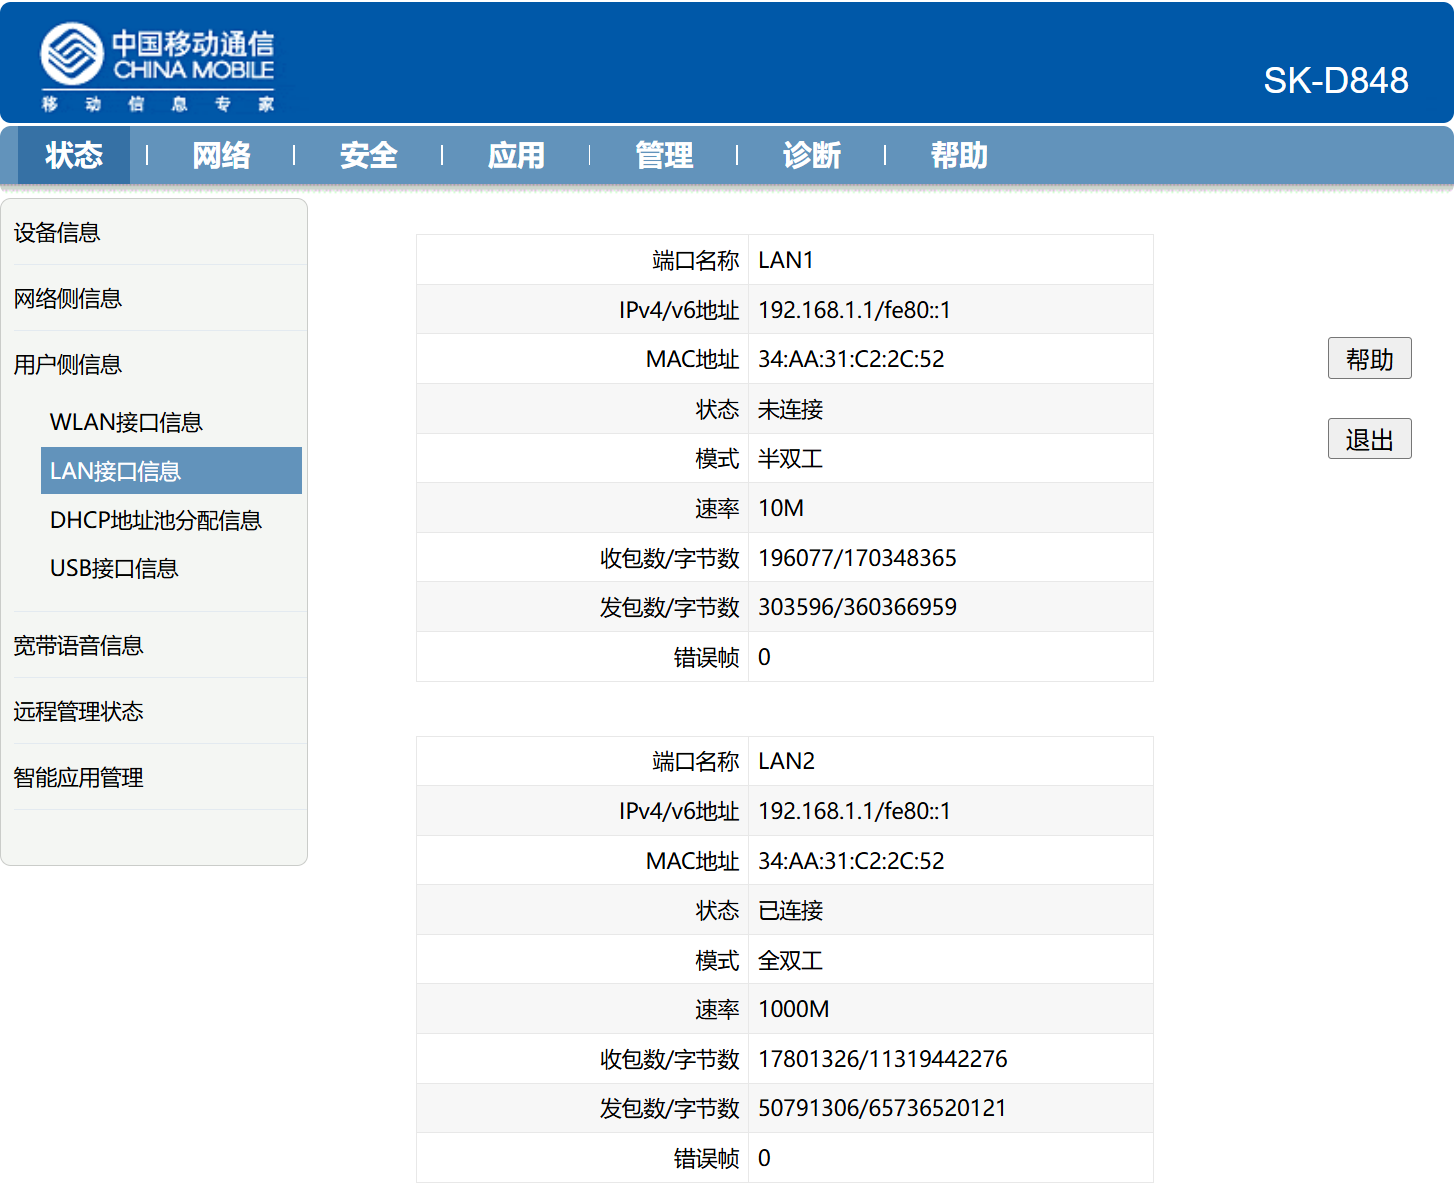 中国移动通信
CHINA MOBILE
移动信息专家
SK-D848
状态 网络 安全 应用 管理 诊断 帮助
设备信息
网络侧信息
用户侧信息
WLAN接口信息
LAN接口信息
DHCP地址池分配信息
USB接口信息
宽带语音信息
远程管理状态
智能应用管理
端口名称 LAN1
IPv4/v6地址 192.168.1.1/fe80::1
MAC地址 34:AA:31:C2:2C:52
状态 未连接
模式 半双工
速率 10M
收包数/字节数 196077/170348365
发包数/字节数 303596/360366959
错误帧 0
端口名称 LAN2
IPv4/v6地址 192.168.1.1/fe80::1
MAC地址 34:AA:31:C2:2C:52
状态 已连接
模式 全双工
速率 1000M
收包数/字节数 17801326/11319442276
发包数/字节数 50791306/65736520121
错误帧 0
帮助
退出